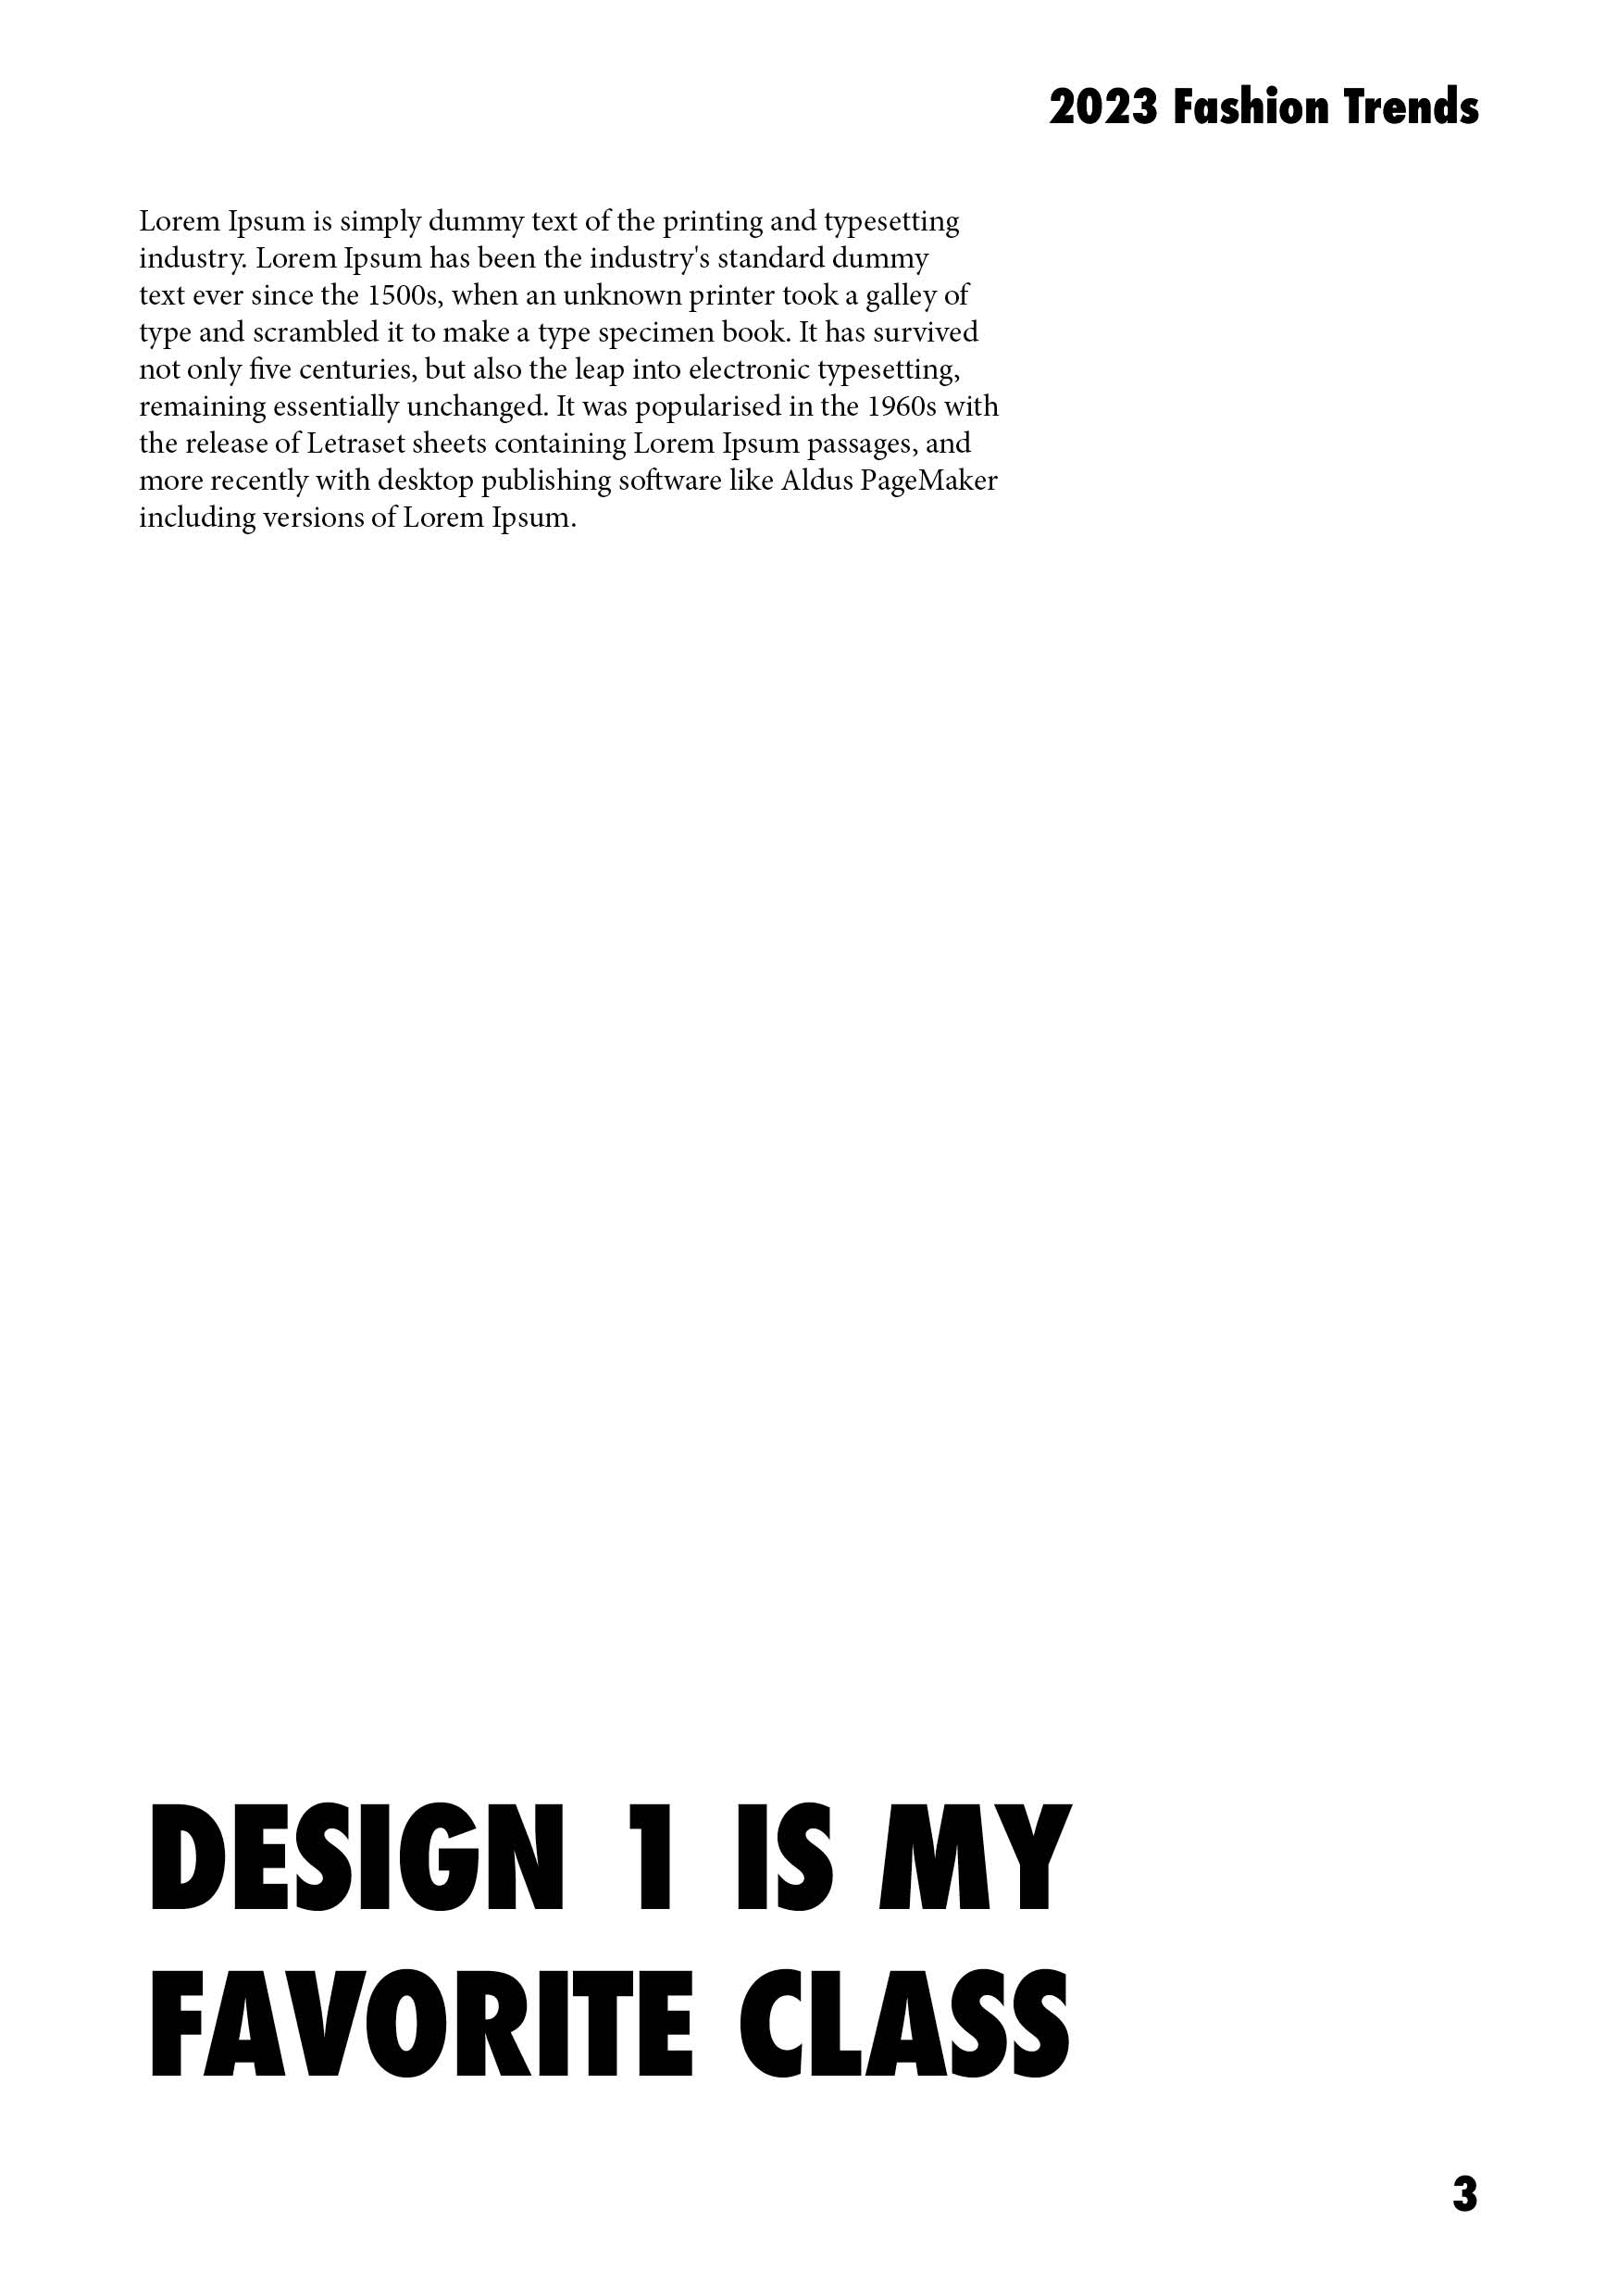 2023 Fashion Trends
Lorem Ipsum is simply dummy text of the printing and typesetting
industry. Lorem Ipsum has been the industry's standard dummy
text ever since the 1500s, when an unknown printer took a galley of
type and scrambled it to make a type specimen book. It has survived
not only five centuries, but also the leap into electronic typesetting,
remaining essentially unchanged. It was popularised in the 1960s with
the release of Letraset sheets containing Lorem Ipsum passages, and
more recently with desktop publishing software like Aldus PageMaker
including versions of Lorem Ipsum.
DESIGN 1 IS MY
FAVORITE CLASS
3